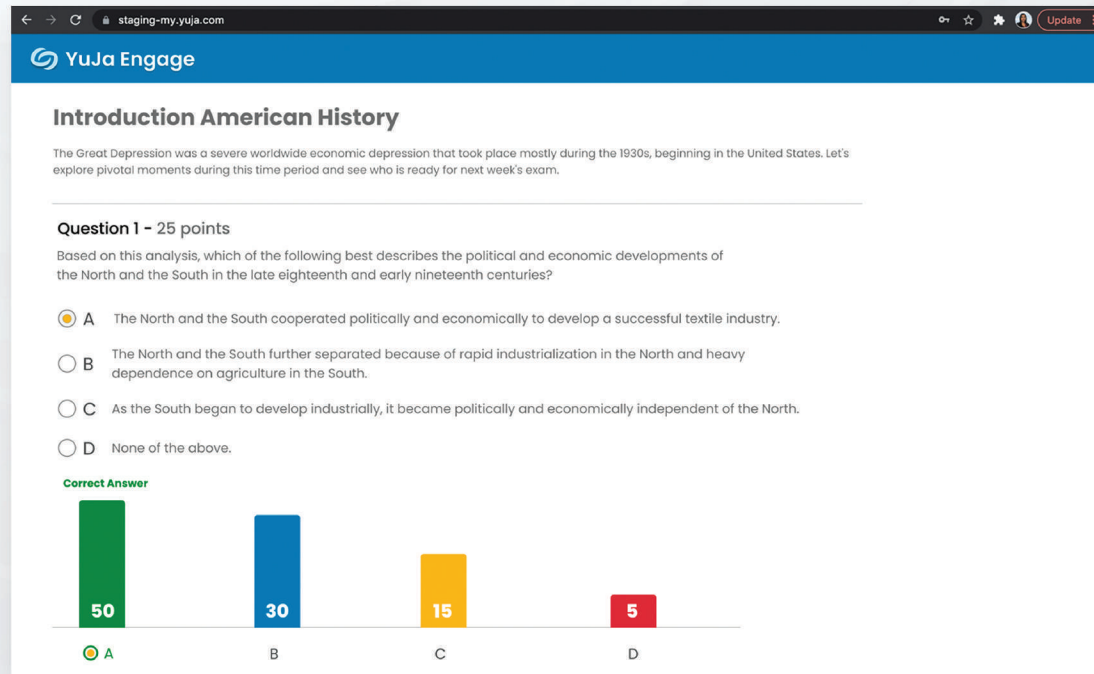 staging-my.yuja.com
Update
YuJa Engage
Introduction American History
The Great Depression was a severe worldwide economic depression that took place mostly during the 1930s, beginning in the United States. Let's
explore pivotal moments during this time period and see who is ready for next week's exam.
Question 1 - 25 points
Based on this analysis, which of the following best describes the political and economic developments of
the North and the South in the late eighteenth and early nineteenth centuries?
A The North and the South cooperated politically and economically to develop a successful textile industry.
B The North and the South further separated because of rapid industrialization in the North and heavy
dependence on agriculture in the South.
C As the South began to develop industrially, it became politically and economically independent of the North.
D None of the above.
Correct Answer
50 30 15 5
A B C D